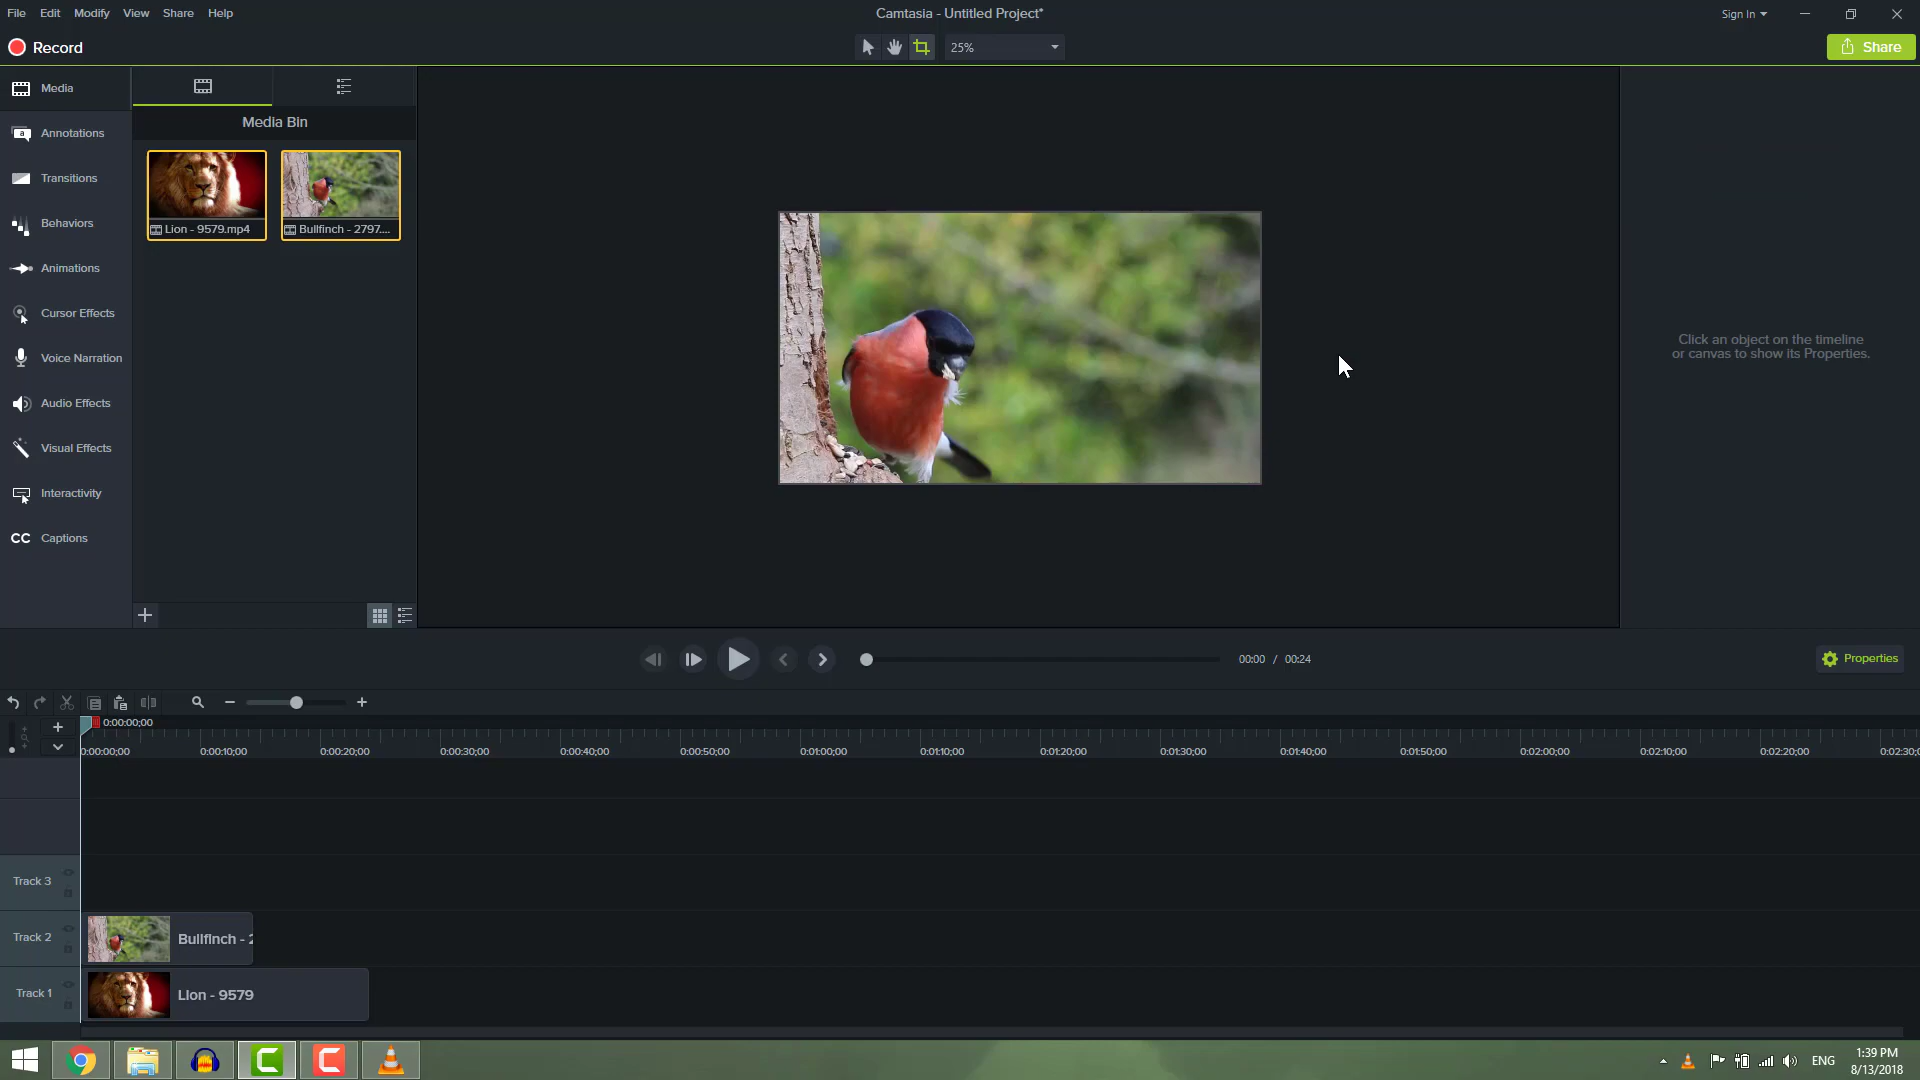 File Edit Modify View Share Help
Camtasia - Untitled Project*
Sign In
Record
25%
Share
Media
Annotations
Transitions
Behaviors
Animations
Cursor Effects
Voice Narration
Audio Effects
Visual Effects
Interactivity
CC Captions
Media Bin
Lion - 9579.mp4
Bullfinch - 2797....
Click an object on the timeline
or canvas to show its Properties.
00:00 / 00:24
Properties
0:00:00;00
0:00:00;00 0:00:10;00 0:00:20;00 0:00:30;00 0:00:40;00 0:00:50;00 0:01:00;00 0:01:10;00 0:01:20;00 0:01:30;00 0:01:40;00 0:01:50;00 0:02:00;00 0:02:10;00 0:02:20;00 0:02:30;0
Track 3
Track 2
Bullfinch - 2
Track 1
Lion - 9579
ENG
1:39 PM
8/13/2018